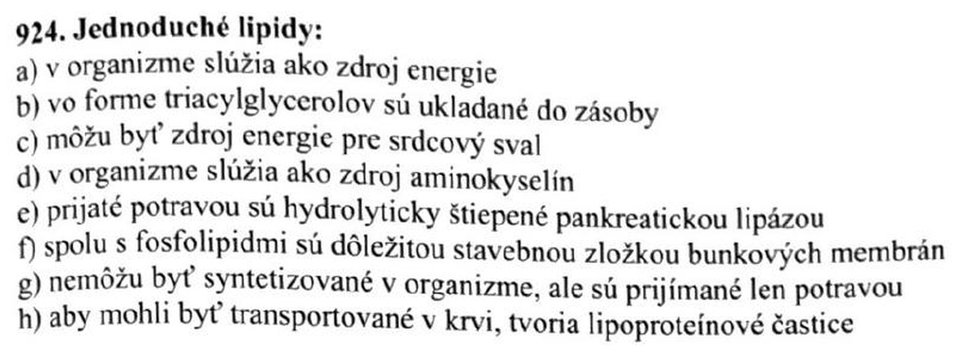 924. Jednoduché lipidy:
a) v organizme slúžia ako zdroj energie
b) vo forme triacylglycerolov sú ukladané do zásoby
c) môžu byť zdroj energie pre srdcový sval
d) v organizme slúžia ako zdroj aminokyselín
e) prijaté potravou sú hydrolyticky štiepené pankreatickou lipázou
f) spolu s fosfolipidmi sú dôležitou stavebnou zložkou bunkových membrán
g) nemôžu byť syntetizované v organizme, ale sú prijímané len potravou
h) aby mohli byť transportované v krvi, tvoria lipoproteínové častice